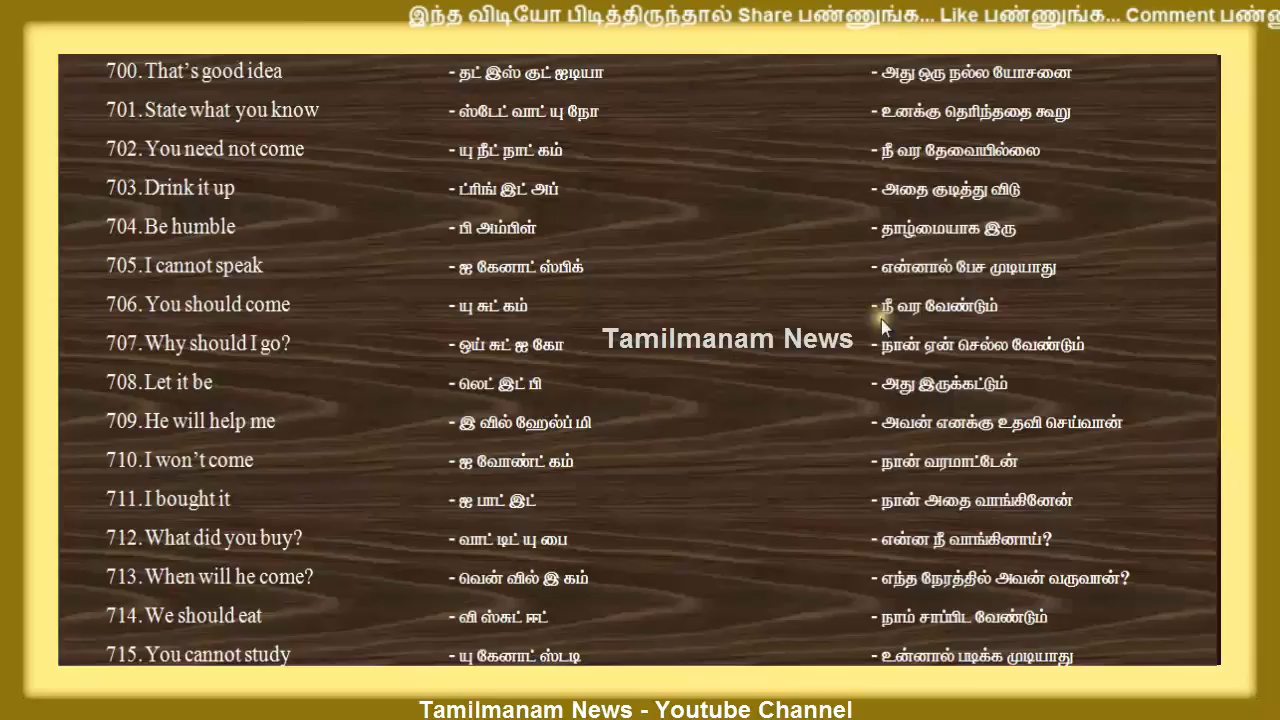 இந்த விடியோ பிடித்திருந்தால் Share பண்ணுங்க... Like பண்ணுங்க... Comment
700. That's good idea - தட் இஸ் குட் ஐடியா - அது ஒரு நல்ல யோசனை
701. State what you know - ஸ்டேட் வாட் யு நோ - உனக்கு தெரிந்ததை கூறு
702. You need not come - யு நீட் நாட் கம் - நீ வர தேவையில்லை
703. Drink it up - ட்ரிங் இட் அப் - அதை குடித்து விடு
704. Be humble - பி அம்பிள் - தாழ்மையாக இரு
705. I cannot speak - ஐ கேனாட் ஸ்பிக் - என்னால் பேச முடியாது
706. You should come - யு சுட் கம் - நீ வர வேண்டும்
Tamilmanam News
707. Why should I go? - ஒய் சுட் ஐ கோ - நான் ஏன் செல்ல வேண்டும்
708. Let it be - லெட் இட் பி - அது இருக்கட்டும்
709. He will help me - இ வில் ஹேல்ப் மி - அவன் எனக்கு உதவி செய்வான்
710. I won't come - ஐ வோண்ட் கம் - நான் வரமாட்டேன்
711. I bought it - ஐ பாட் இட் - நான் அதை வாங்கினேன்
712. What did you buy? - வாட் டிட் யு பை - என்ன நீ வாங்கினாய்?
713. When will he come? - வென் வில் இ கம் - எந்த நேரத்தில் அவன் வருவான்?
714. We should eat - வி ஸ்சுட் ஈட் - நாம் சாப்பிட வேண்டும்
715. You cannot study - யு கேனாட் ஸ்டடி - உன்னால் படிக்க முடியாது
Tamilmanam News - Youtube Channel